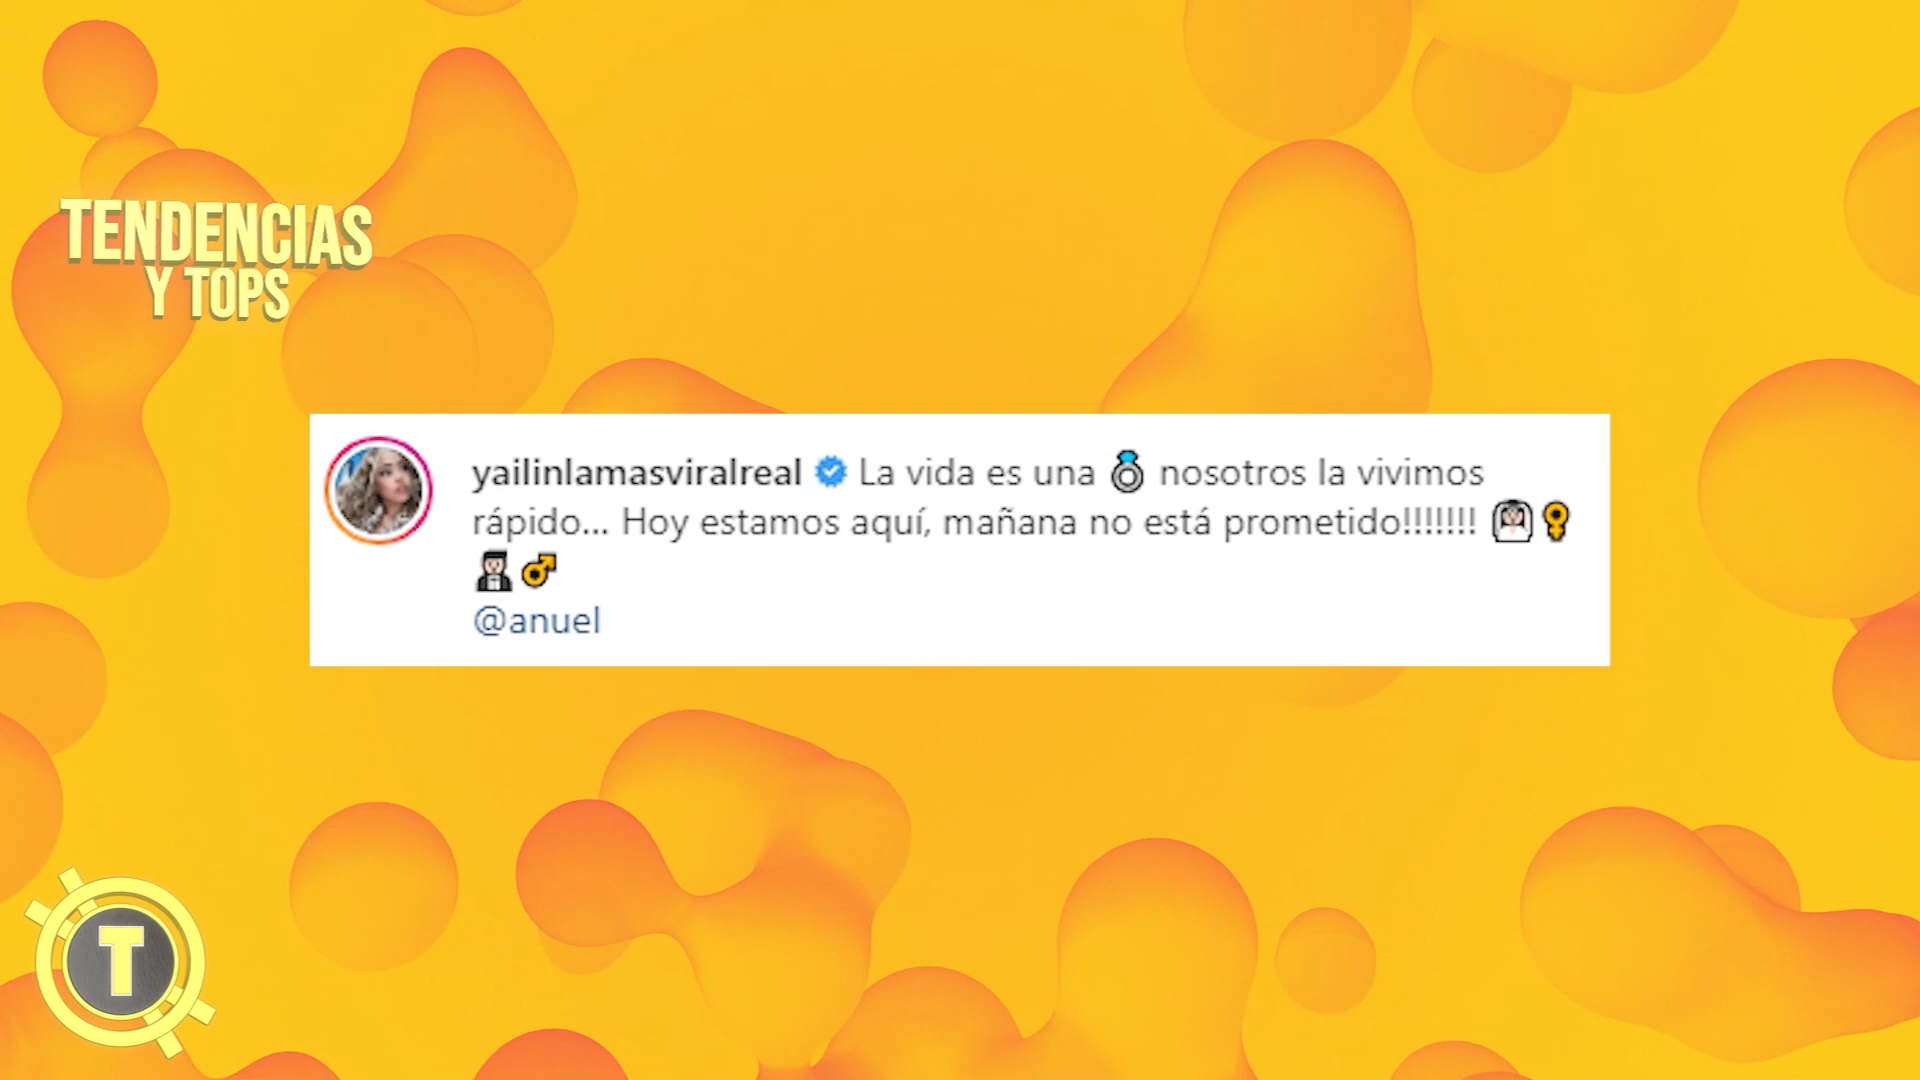 TENDENCIAS
Y TOPS
yailinlamasviralreal La vida es una 💍 nosotros la vivimos
rápido... Hoy estamos aquí, mañana no está prometido!!!!!!! 👰♀
🤵♂
@anuel
T